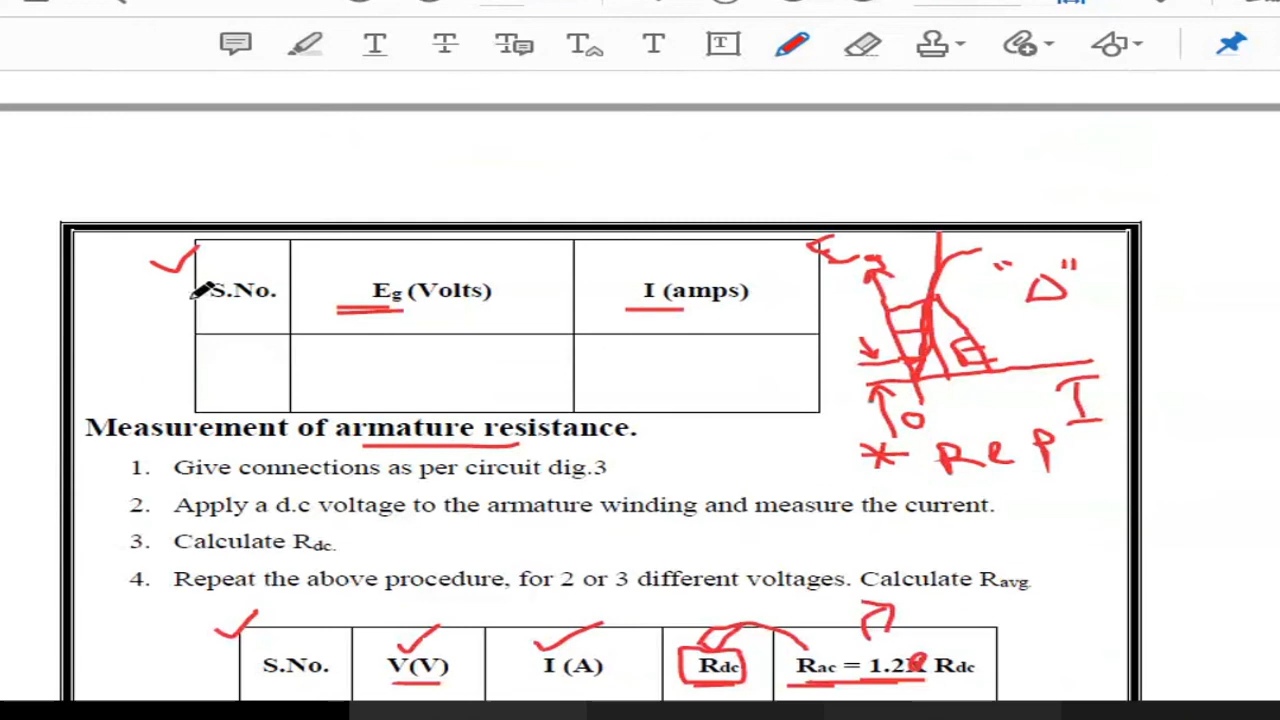 S.No. Eg (Volts) I (amps)
"Δ"
I
0
* Rep
Measurement of armature resistance.
1. Give connections as per circuit dig.3
2. Apply a d.c voltage to the armature winding and measure the current.
3. Calculate Rdc.
4. Repeat the above procedure, for 2 or 3 different voltages. Calculate Ravg.
S.No. V(V) I (A) Rdc Rac = 1.2 Rdc